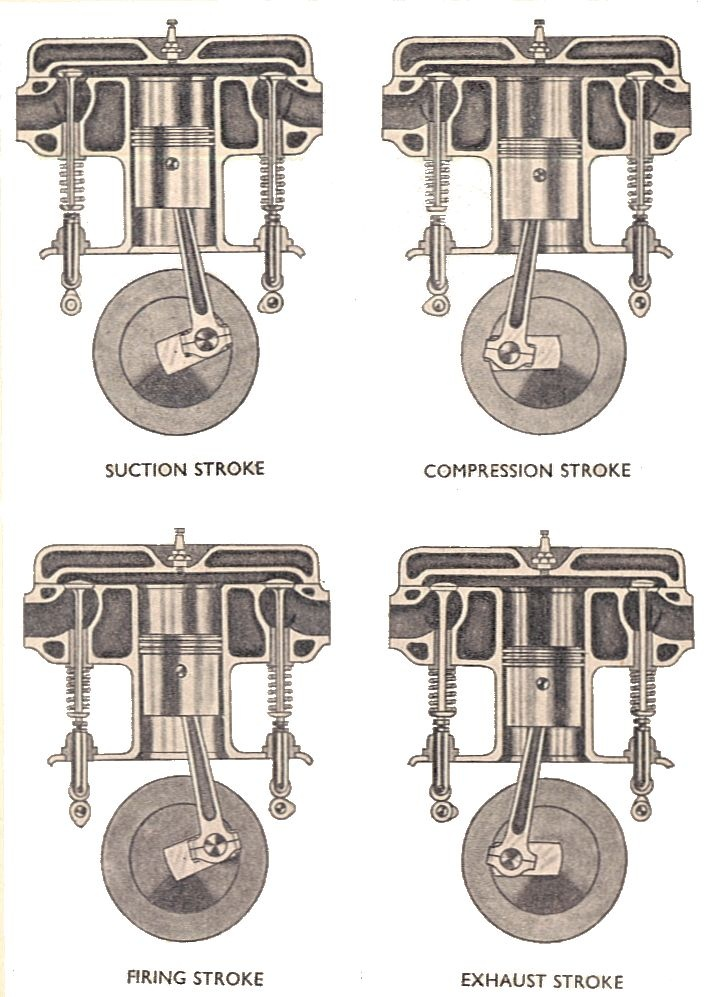 SUCTION STROKE
COMPRESSION STROKE
FIRING STROKE
EXHAUST STROKE